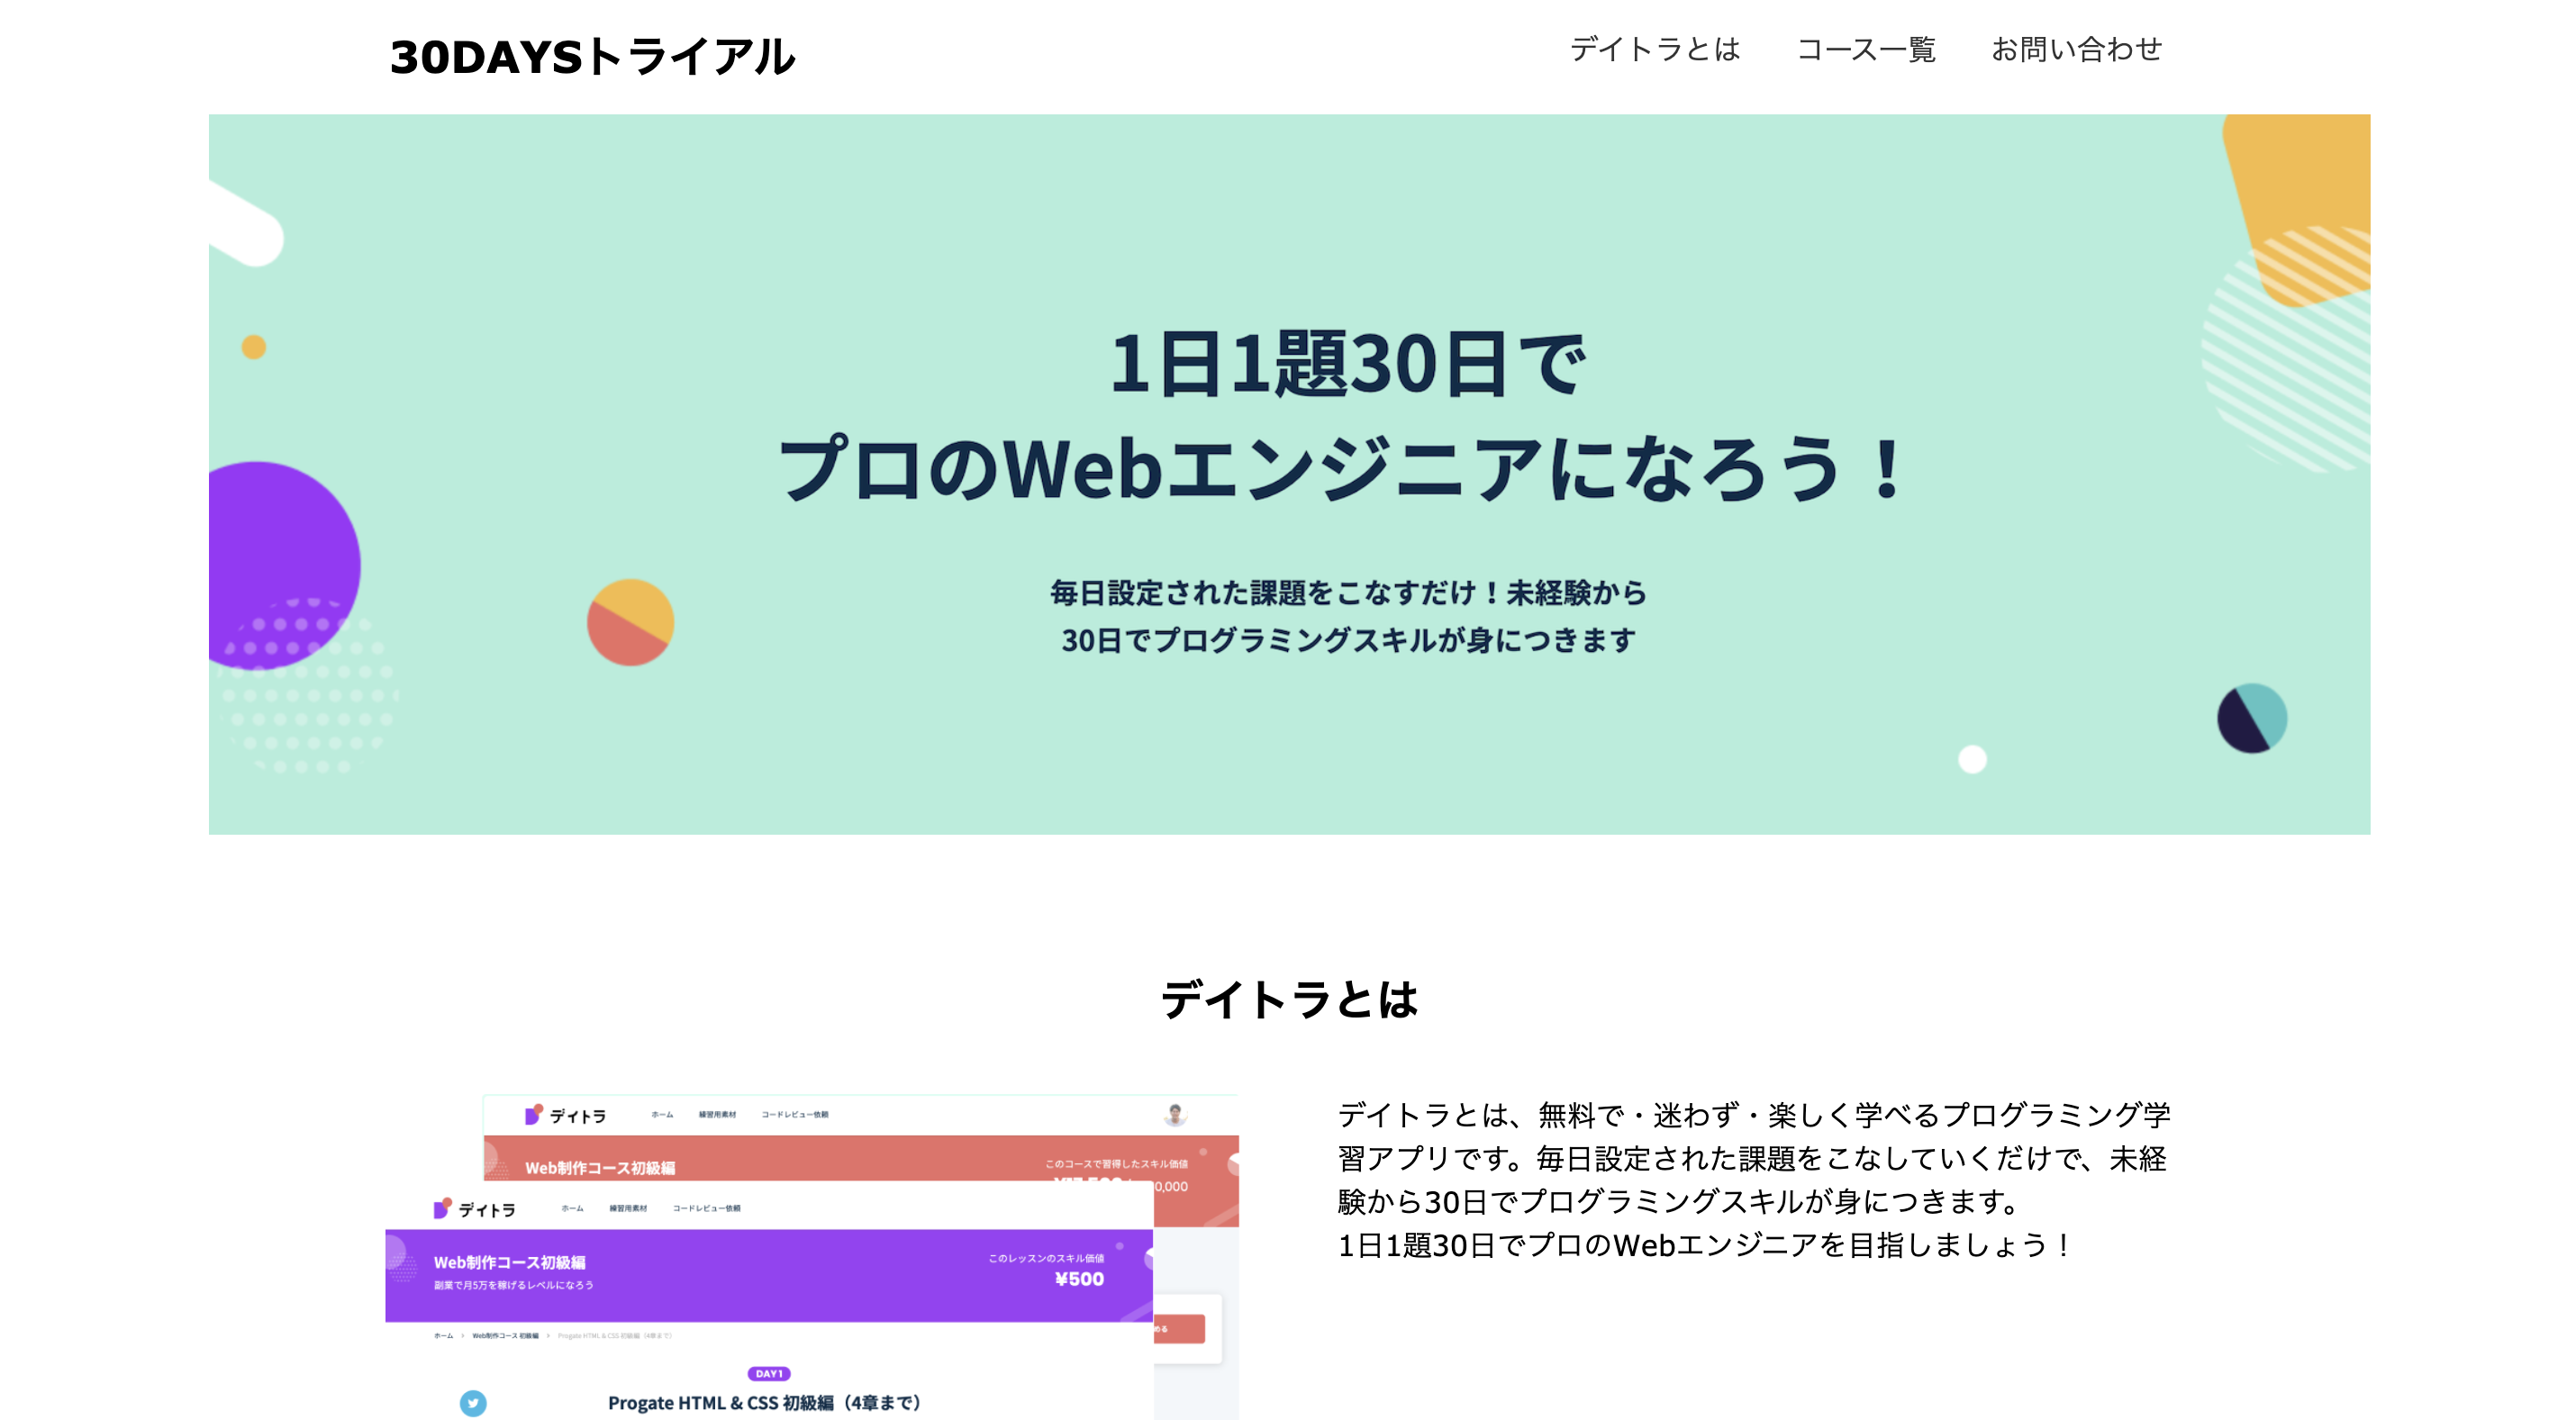 30DAYSトライアル
デイトラとは
コース一覧
お問い合わせ
1日1題30日で
プロのWebエンジニアになろう！
毎日設定された課題をこなすだけ！未経験から
30日でプログラミングスキルが身につきます
デイトラとは
デイトラ
ホーム
練習用素材
コードレビュー依頼
Web制作コース初級編
このコースで習得したスキル価値
0,000
デイトラ
ホーム
練習用素材
コードレビュー依頼
Web制作コース初級編
副業で月5万を稼げるレベルになろう
このレッスンのスキル価値
¥500
ホーム > Web制作コース 初級編 > Progate HTML & CSS 初級編（4章まで）
める
DAY1
Progate HTML & CSS 初級編（4章まで）
デイトラとは、無料で・迷わず・楽しく学べるプログラミング学
習アプリです。毎日設定された課題をこなしていくだけで、未経
験から30日でプログラミングスキルが身につきます。
1日1題30日でプロのWebエンジニアを目指しましょう！